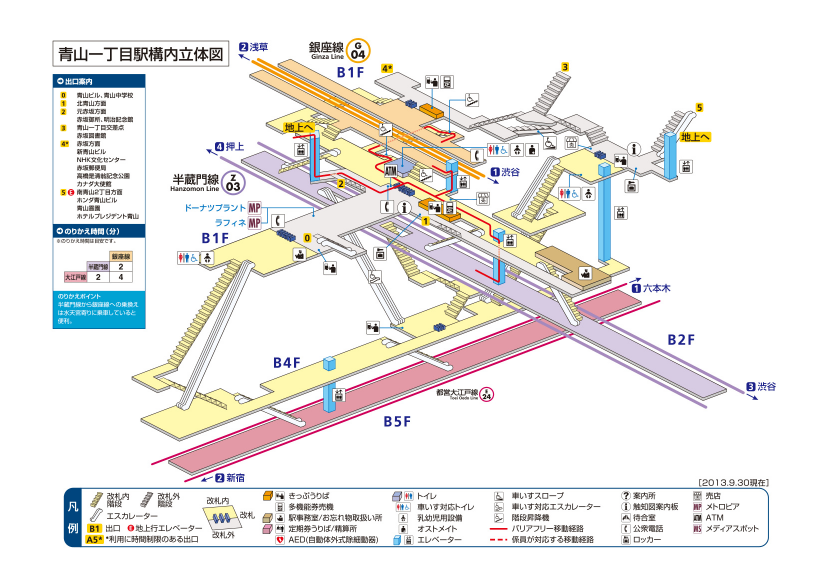 青山一丁目駅構内立体図
出口案内
0 青山ビル、青山中学校
1 北青山方面
2 元赤坂方面
赤坂御所、明治記念館
3 青山一丁目交差点
赤坂図書館
4* 赤坂方面
新青山ビル
NHK文化センター
赤坂郵便局
高橋是清翁記念公園
カナダ大使館
5 E 南青山2丁目方面
ホンダ青山ビル
青山霊園
ホテルプレジデント青山
のりかえ時間(分)
※のりかえ時間は目安です。
銀座線
半蔵門線 2
大江戸線 2 4
のりかえポイント
半蔵門線から銀座線への乗換え
は水天宮寄りに乗車していると
便利。
2 浅草
銀座線
Ginza Line
G
04
B1F
4*
3
5
地上へ
地上へ
4 押上
半蔵門線
Hanzomon Line
Z
03
ATM
1 渋谷
2
ドーナツプラント MP
ラフィネ MP
B1F
0
1
1 六本木
B2F
B4F
3 渋谷
都営大江戸線
Toei Oedo Line
E
24
B5F
2 新宿
[2013.9.30現在]
凡例
改札内
階段
改札外
階段
エスカレーター
B1 出口 E 地上行エレベーター
A5* *利用に時間制限のある出口
改札内
改札
改札外
きっぷうりば
多機能券売機
駅事務室/お忘れ物取扱い所
定期券うりば/精算所
AED(自動体外式除細動器)
トイレ
車いす対応トイレ
乳幼児用設備
オストメイト
エレベーター
車いすスロープ
車いす対応エスカレーター
階段昇降機
バリアフリー移動経路
係員が対応する移動経路
案内所
触知図案内板
待合室
公衆電話
ロッカー
売店
MP メトロピア
ATM ATM
MS メディアスポット